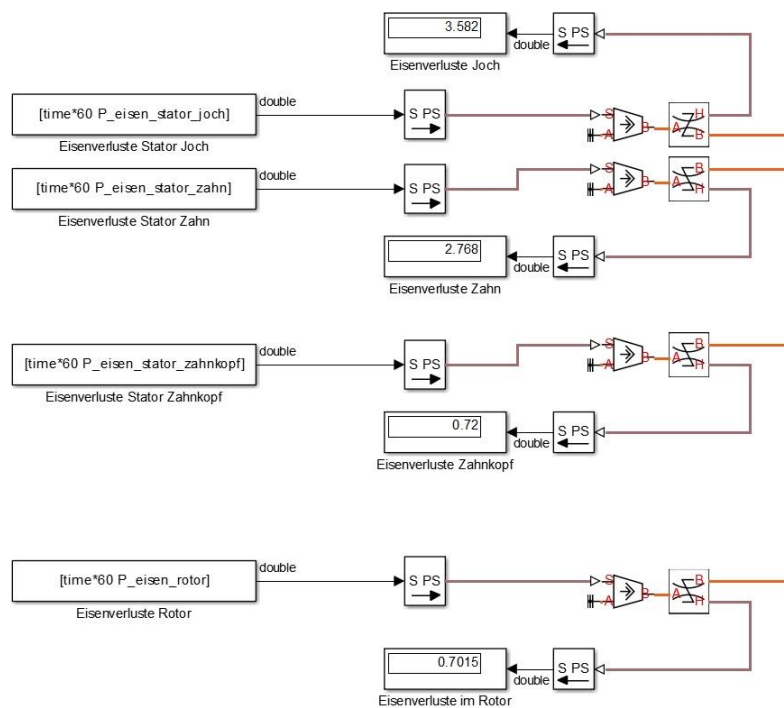 3.582
S PS
double
Eisenverluste Joch
[time*60 P_eisen_stator_joch]
double
S PS
S
A
B
A
H
B
Eisenverluste Stator Joch
[time*60 P_eisen_stator_zahn]
double
S PS
S
A
B
A
B
H
Eisenverluste Stator Zahn
2.768
S PS
double
Eisenverluste Zahn
[time*60 P_eisen_stator_zahnkopf]
double
S PS
S
A
B
A
B
H
Eisenverluste Stator Zahnkopf
0.72
S PS
double
Eisenverluste Zahnkopf
[time*60 P_eisen_rotor]
double
S PS
S
A
B
A
B
H
Eisenverluste Rotor
0.7015
S PS
double
Eisenverluste im Rotor